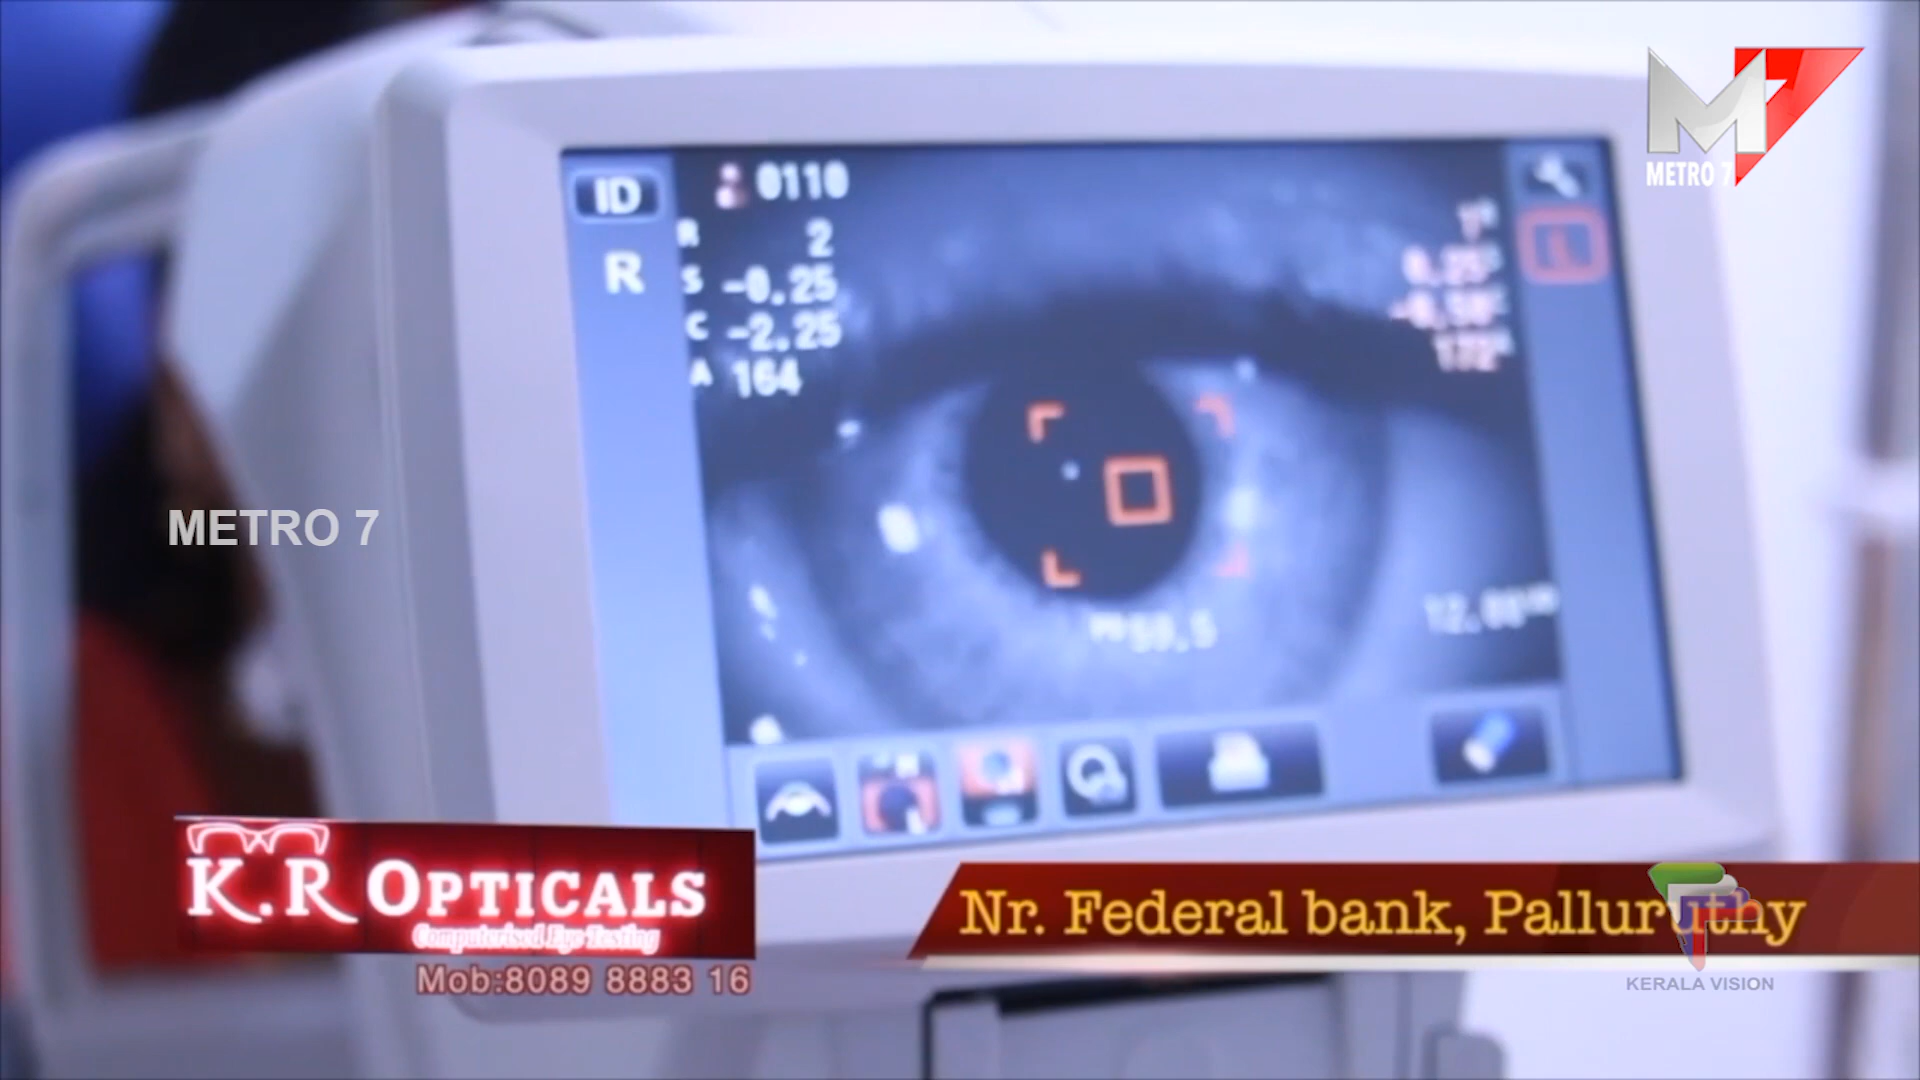 METRO 7
ID
0110
R
R 2
S -0.25
C -2.25
A 164
172
METRO 7
K.R OPTICALS
Computerised Eye Testing
Mob:8089 8883 16
Nr. Federal bank, Palluruthy
KERALA VISION